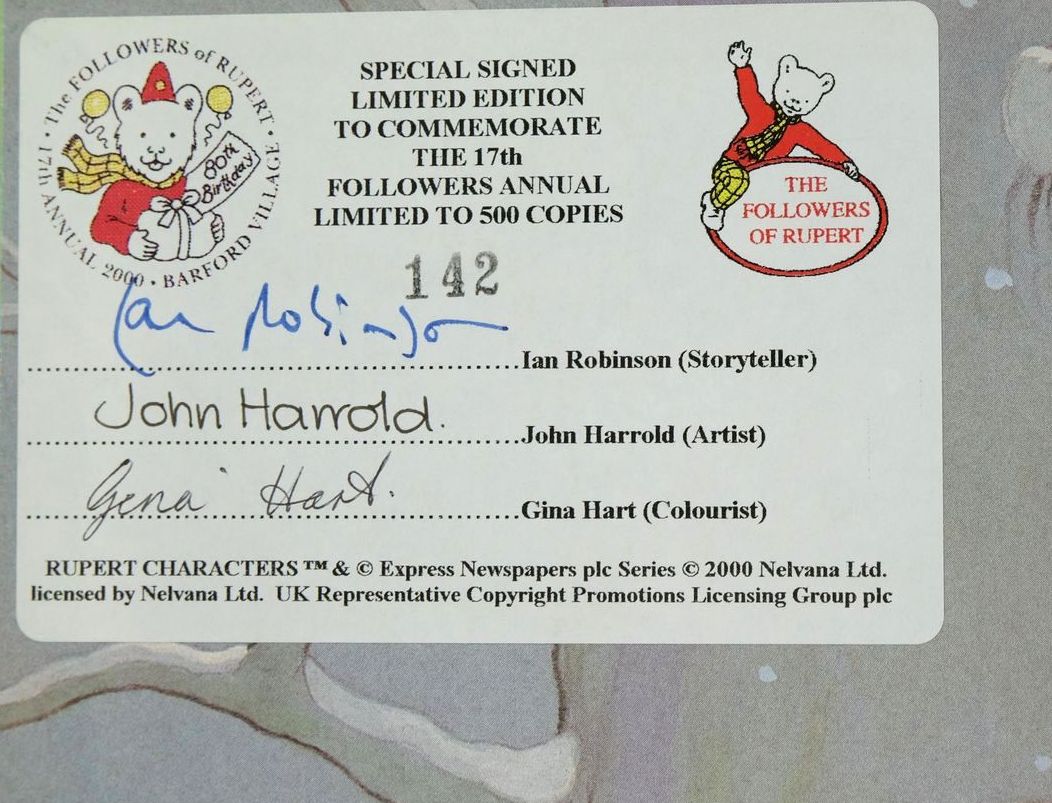 The FOLLOWERS of RUPERT
• 17th ANNUAL 2000 • BARFORD VILLAGE •
80th
Birthday
SPECIAL SIGNED
LIMITED EDITION
TO COMMEMORATE
THE 17th
FOLLOWERS ANNUAL
LIMITED TO 500 COPIES
THE
FOLLOWERS
OF RUPERT
142
Ian Robinson
Ian Robinson (Storyteller)
John Harrold.
John Harrold (Artist)
Gina Hart.
Gina Hart (Colourist)
RUPERT CHARACTERS ™ & © Express Newspapers plc Series © 2000 Nelvana Ltd.
licensed by Nelvana Ltd. UK Representative Copyright Promotions Licensing Group plc